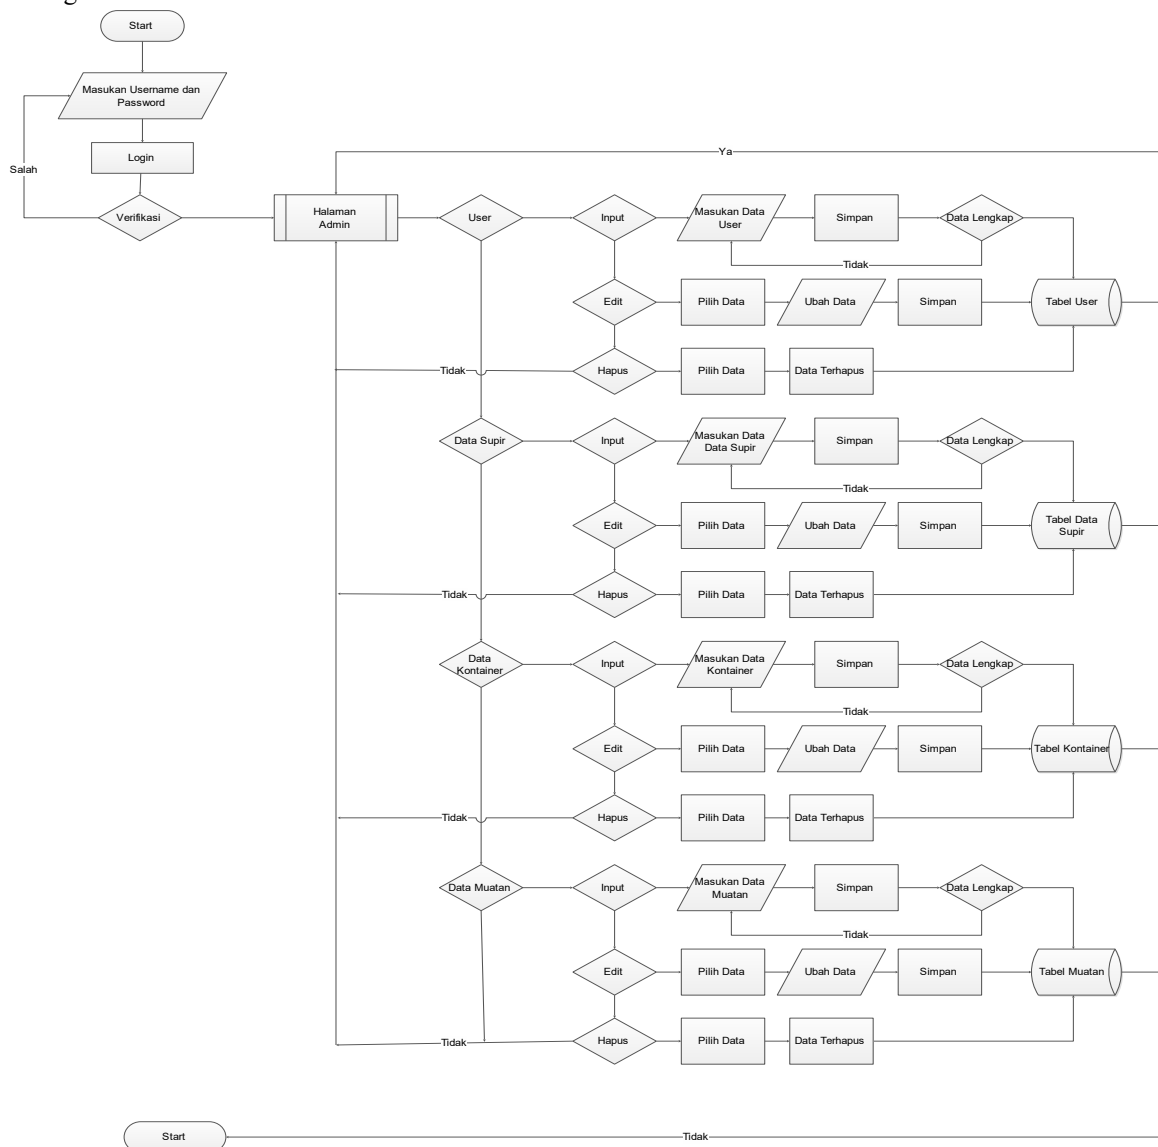 Start
Masukan Username dan
Password
Login
Salah
Verifikasi
Ya
Halaman
Admin
User
Input
Masukan Data
User
Simpan
Data Lengkap
Tidak
Edit
Pilih Data
Ubah Data
Simpan
Tabel User
Tidak
Hapus
Pilih Data
Data Terhapus
Data Supir
Input
Masukan Data
Data Supir
Simpan
Data Lengkap
Tidak
Edit
Pilih Data
Ubah Data
Simpan
Tabel Data
Supir
Tidak
Hapus
Pilih Data
Data Terhapus
Data
Kontainer
Input
Masukan Data
Kontainer
Simpan
Data Lengkap
Tidak
Edit
Pilih Data
Ubah Data
Simpan
Tabel Kontainer
Tidak
Hapus
Pilih Data
Data Terhapus
Data Muatan
Input
Masukan Data
Muatan
Simpan
Data Lengkap
Tidak
Edit
Pilih Data
Ubah Data
Simpan
Tabel Muatan
Tidak
Hapus
Pilih Data
Data Terhapus
Start
Tidak